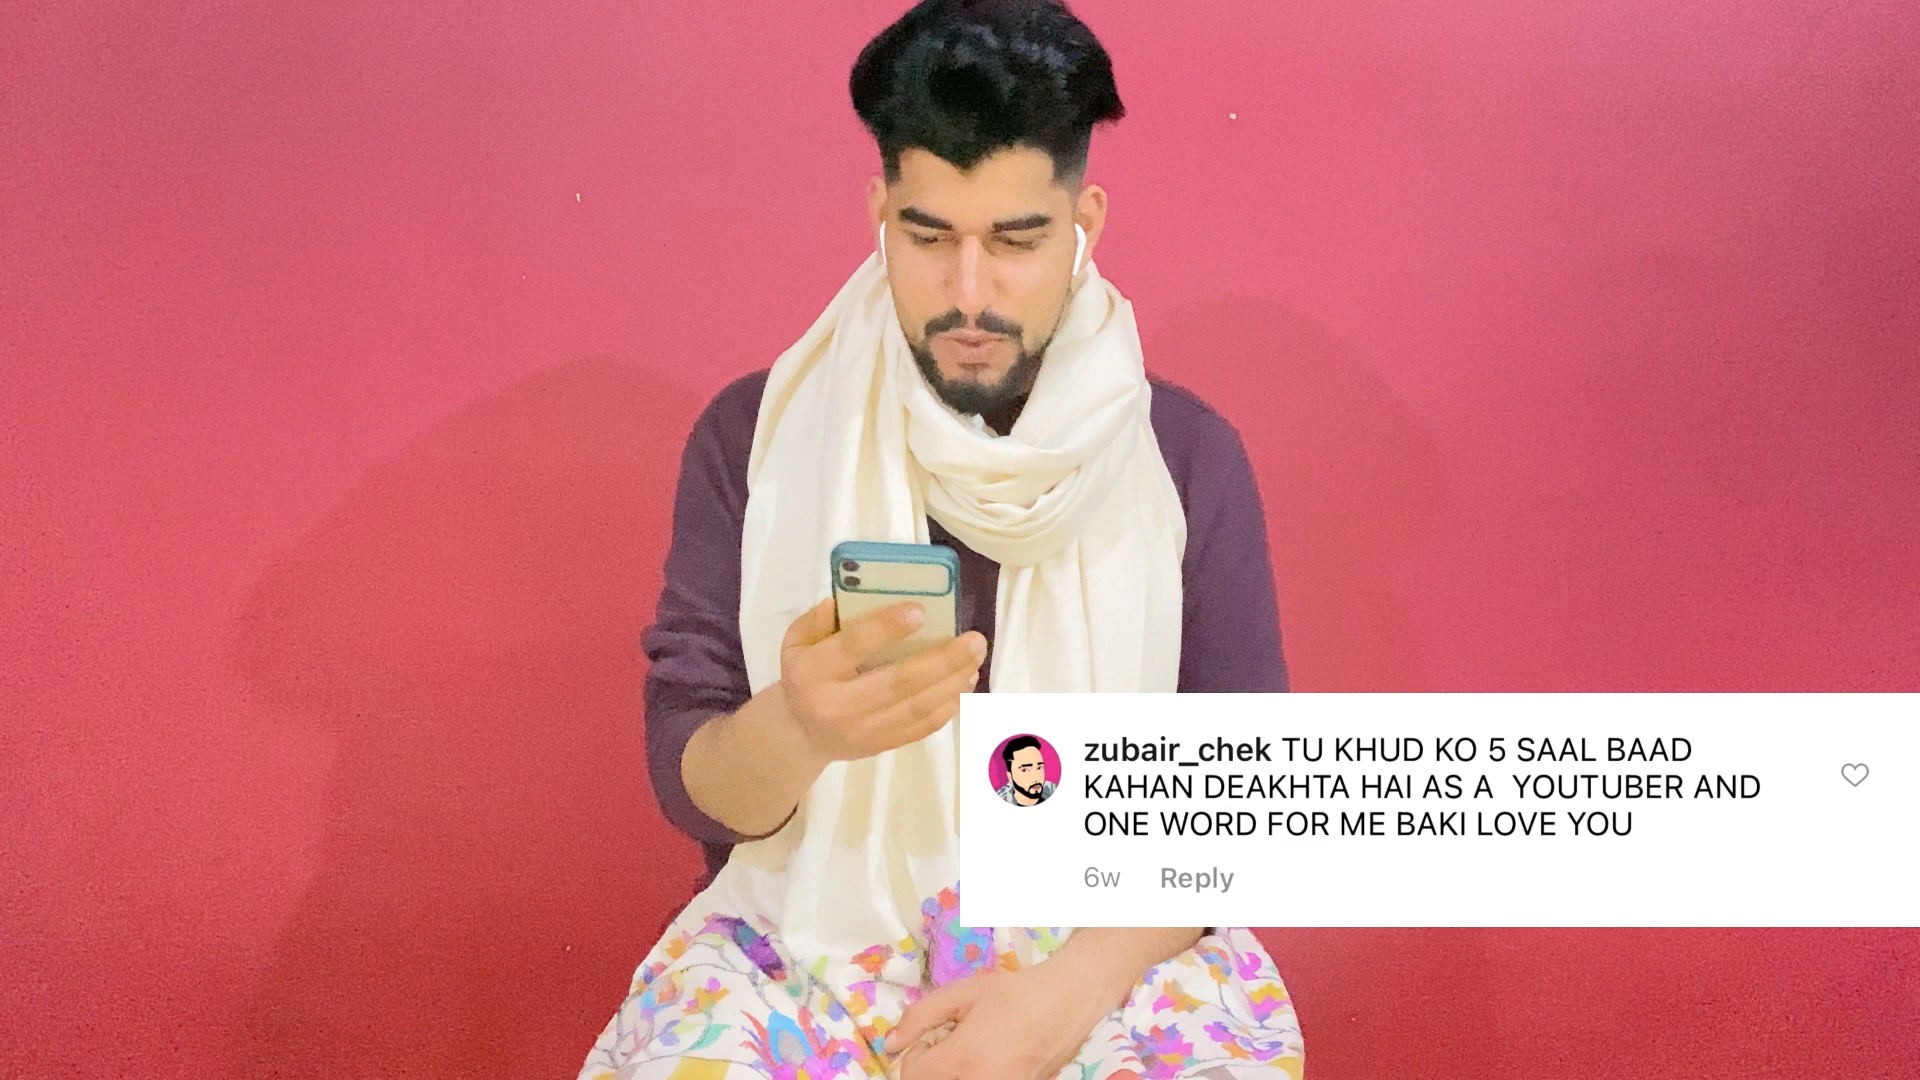 zubair_chek TU KHUD KO 5 SAAL BAAD
KAHAN DEAKHTA HAI AS A YOUTUBER AND
ONE WORD FOR ME BAKI LOVE YOU
6w Reply